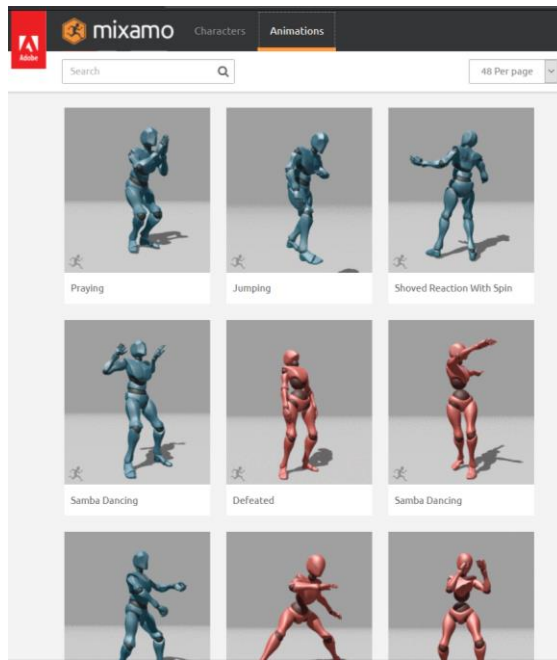 Adobe
mixamo Characters Animations
Search 48 Per page
Praying Jumping Shoved Reaction With Spin
Samba Dancing Defeated Samba Dancing